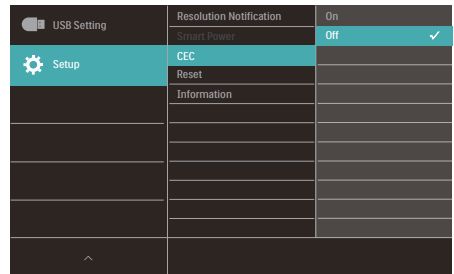 USB Setting
Setup
Resolution Notification
Smart Power
CEC
Reset
Information
On
Off